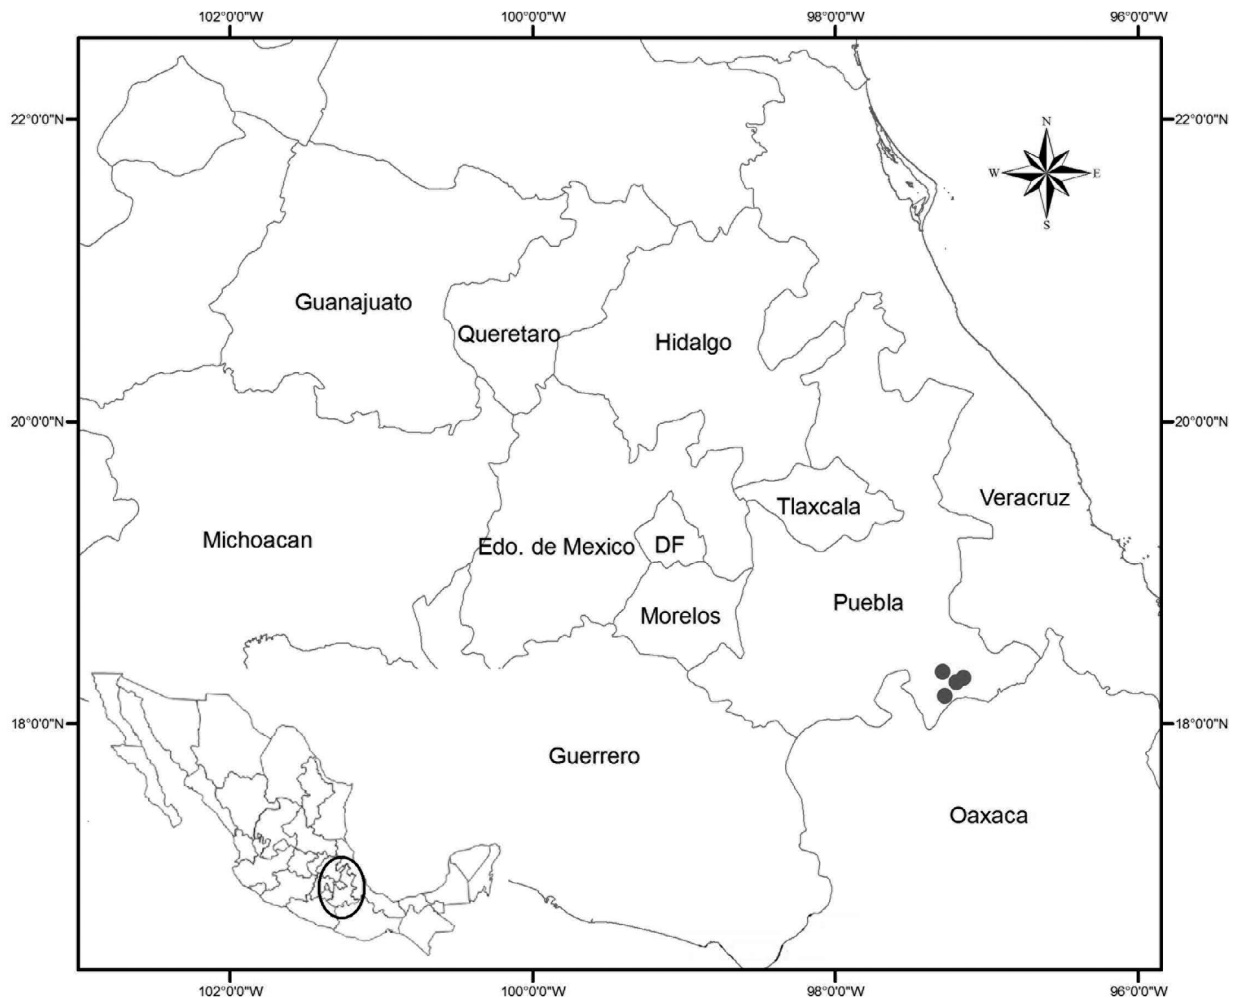 102°0'0"W 100°0'0"W 98°0'0"W 96°0'0"W
22°0'0"N 22°0'0"N
N
W E
S
Guanajuato
Queretaro
Hidalgo
20°0'0"N 20°0'0"N
Tlaxcala
Veracruz
Michoacan
Edo. de Mexico
DF
Puebla
Morelos
18°0'0"N 18°0'0"N
Guerrero
Oaxaca
102°0'0"W 100°0'0"W 98°0'0"W 96°0'0"W